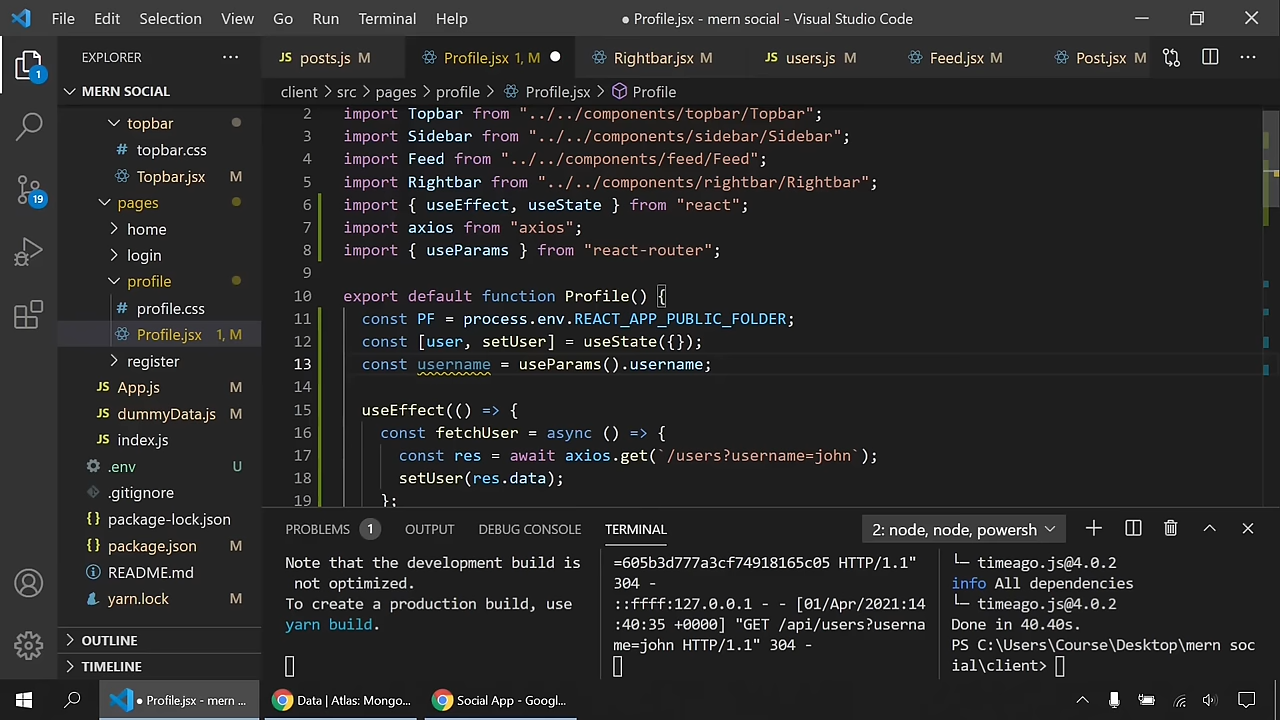 File Edit Selection View Go Run Terminal Help ● Profile.jsx - mern social - Visual Studio Code
EXPLORER ···
JS posts.js M Profile.jsx 1, M ● Rightbar.jsx M JS users.js M Feed.jsx M Post.jsx M ···
1
MERN SOCIAL
client > src > pages > profile > Profile.jsx > Profile
topbar
# topbar.css
Topbar.jsx M
19
pages
home
login
profile
# profile.css
Profile.jsx 1, M
register
JS App.js M
JS dummyData.js M
JS index.js
.env U
.gitignore
{} package-lock.json
{} package.json M
README.md
yarn.lock M
OUTLINE
TIMELINE
2 import Topbar from "../../components/topbar/Topbar";
3 import Sidebar from "../../components/sidebar/Sidebar";
4 import Feed from "../../components/feed/Feed";
5 import Rightbar from "../../components/rightbar/Rightbar";
6 import { useEffect, useState } from "react";
7 import axios from "axios";
8 import { useParams } from "react-router";
9
10 export default function Profile() {
11 const PF = process.env.REACT_APP_PUBLIC_FOLDER;
12 const [user, setUser] = useState({});
13 const username = useParams().username;
14
15 useEffect(() => {
16 const fetchUser = async () => {
17 const res = await axios.get(`/users?username=john`);
18 setUser(res.data);
19 };
PROBLEMS 1 OUTPUT DEBUG CONSOLE TERMINAL 2: node, node, powersh
Note that the development build is
not optimized.
To create a production build, use
yarn build.
=605b3d777a3cf74918165c05 HTTP/1.1"
304 -
::ffff:127.0.0.1 - - [01/Apr/2021:14
:40:35 +0000] "GET /api/users?userna
me=john HTTP/1.1" 304 -
└─ timeago.js@4.0.2
info All dependencies
└─ timeago.js@4.0.2
Done in 40.40s.
PS C:\Users\Course\Desktop\mern soc
ial\client>
● Profile.jsx - mern ... Data | Atlas: Mongo... Social App - Googl...